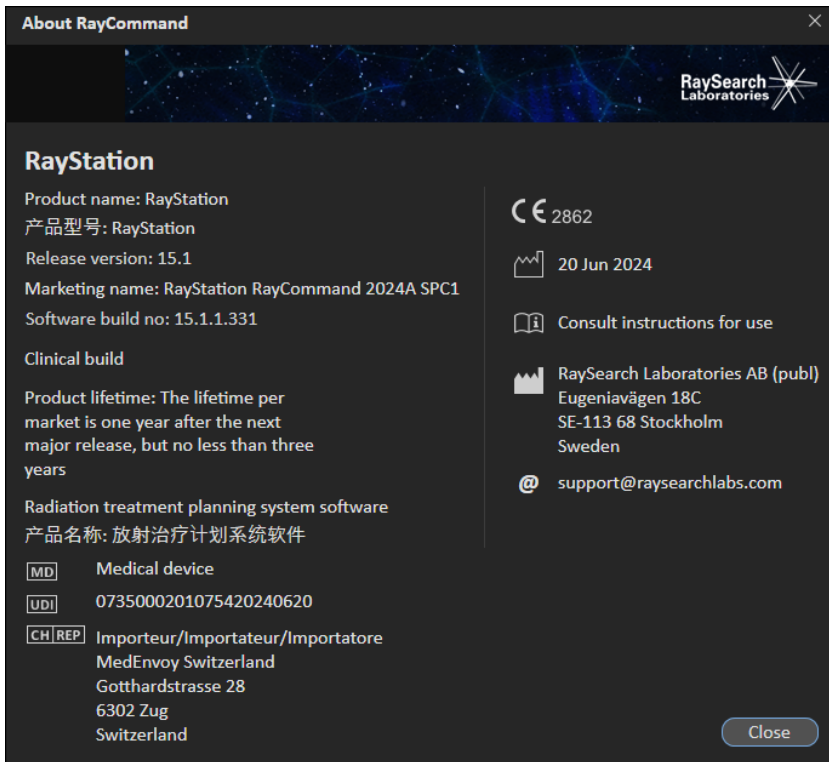 About RayCommand
RaySearch
Laboratories
RayStation
Product name: RayStation
产品型号: RayStation
Release version: 15.1
Marketing name: RayStation RayCommand 2024A SPC1
Software build no: 15.1.1.331
Clinical build
Product lifetime: The lifetime per
market is one year after the next
major release, but no less than three
years
Radiation treatment planning system software
产品名称: 放射治疗计划系统软件
MD Medical device
UDI 0735000201075420240620
CH REP Importeur/Importateur/Importatore
MedEnvoy Switzerland
Gotthardstrasse 28
6302 Zug
Switzerland
CE 2862
20 Jun 2024
Consult instructions for use
RaySearch Laboratories AB (publ)
Eugeniavägen 18C
SE-113 68 Stockholm
Sweden
@ support@raysearchlabs.com
Close